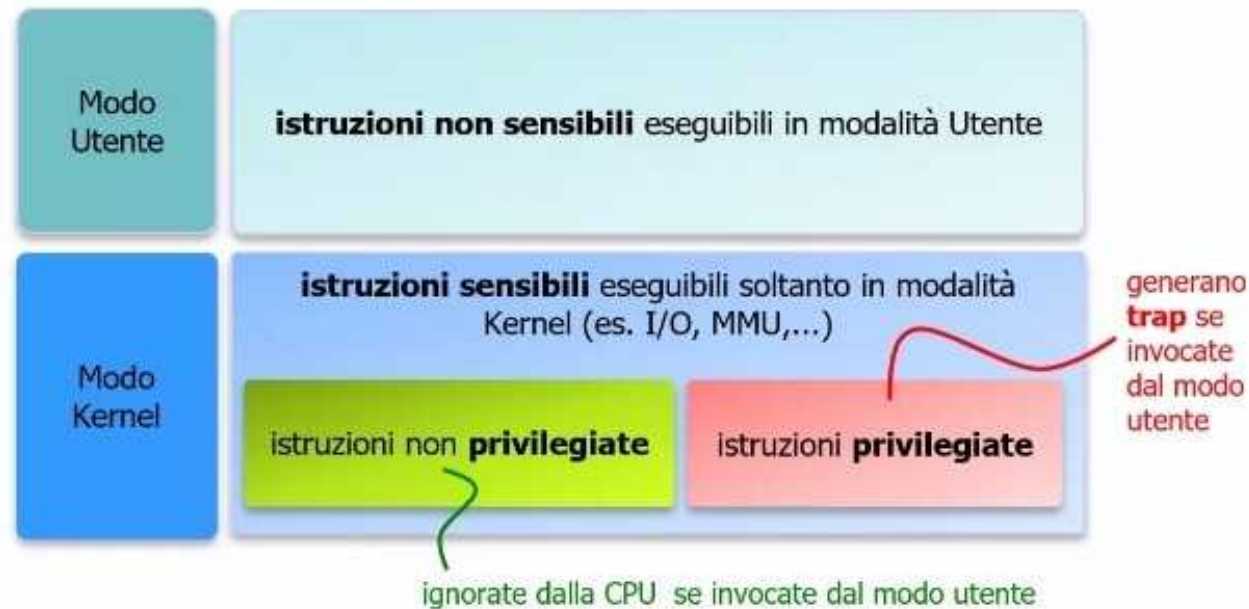 Modo
Utente
istruzioni non sensibili eseguibili in modalità Utente
Modo
Kernel
istruzioni sensibili eseguibili soltanto in modalità
Kernel (es. I/O, MMU,...)
istruzioni non privilegiate
istruzioni privilegiate
generano
trap se
invocate
dal modo
utente
ignorate dalla CPU se invocate dal modo utente